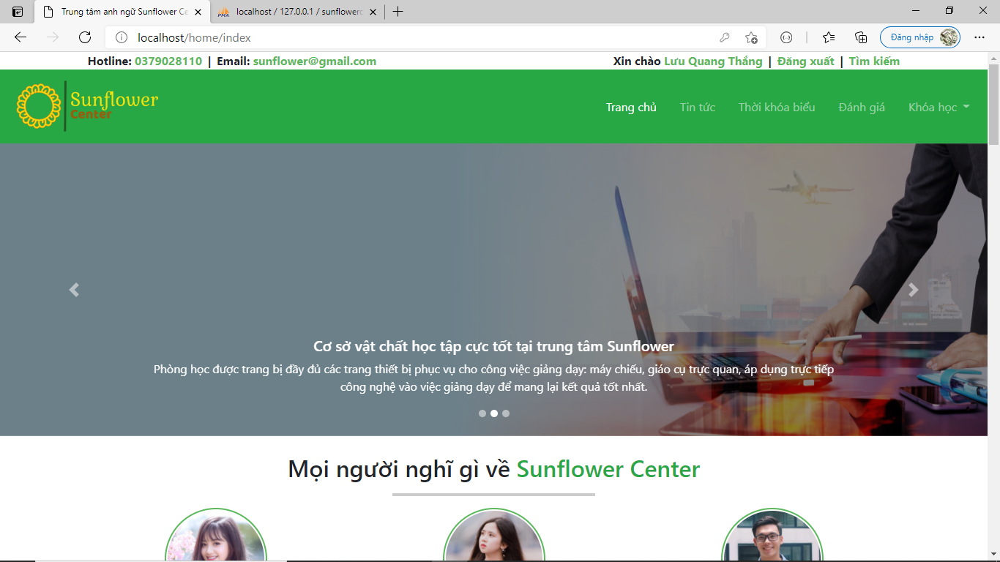 Trung tâm anh ngữ Sunflower Ce
localhost / 127.0.0.1 / sunflowerc
localhost/home/index
Đăng nhập
Hotline: 0379028110 | Email: sunflower@gmail.com
Xin chào Lưu Quang Thắng | Đăng xuất | Tìm kiếm
Sunflower
Center
Trang chủ
Tin tức
Thời khóa biểu
Đánh giá
Khóa học
Cơ sở vật chất học tập cực tốt tại trung tâm Sunflower
Phòng học được trang bị đầy đủ các trang thiết bị phục vụ cho công việc giảng dạy: máy chiếu, giáo cụ trực quan, áp dụng trực tiếp
công nghệ vào việc giảng dạy để mang lại kết quả tốt nhất.
Mọi người nghĩ gì về Sunflower Center